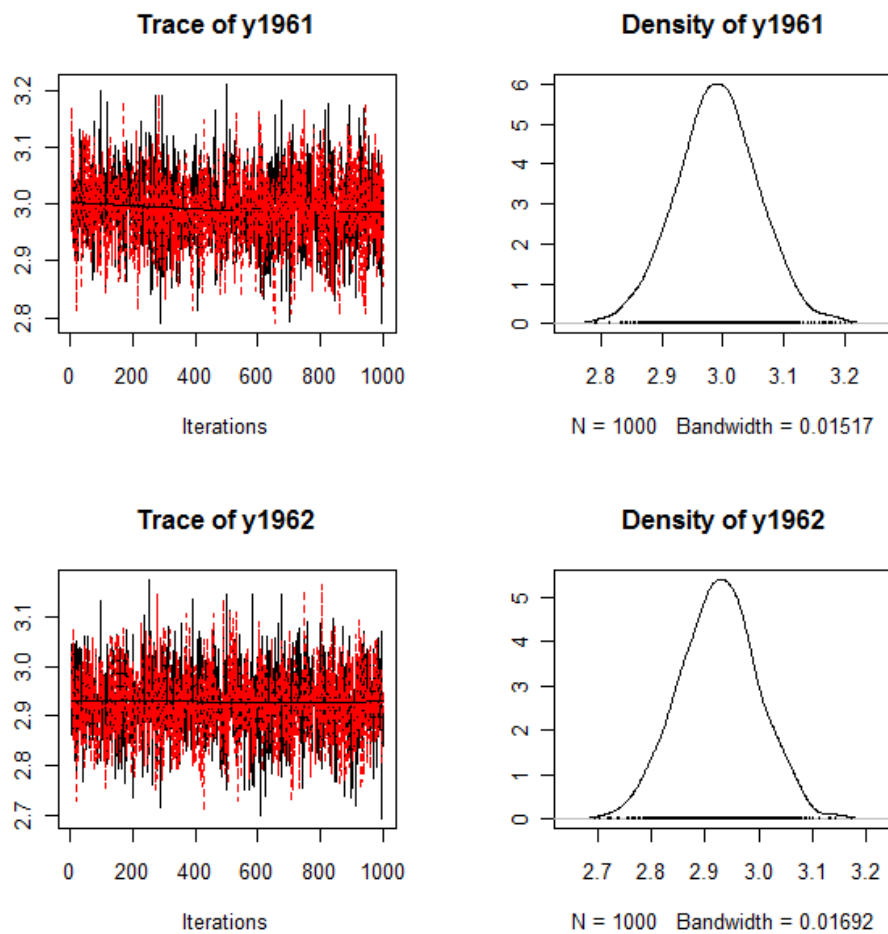 Trace of y1961
3.2
3.1
3.0
2.9
2.8
0 200 400 600 800 1000
Iterations
Density of y1961
6
5
4
3
2
1
0
2.8 2.9 3.0 3.1 3.2
N = 1000 Bandwidth = 0.01517
Trace of y1962
3.1
3.0
2.9
2.8
2.7
0 200 400 600 800 1000
Iterations
Density of y1962
5
4
3
2
1
0
2.7 2.8 2.9 3.0 3.1 3.2
N = 1000 Bandwidth = 0.01692